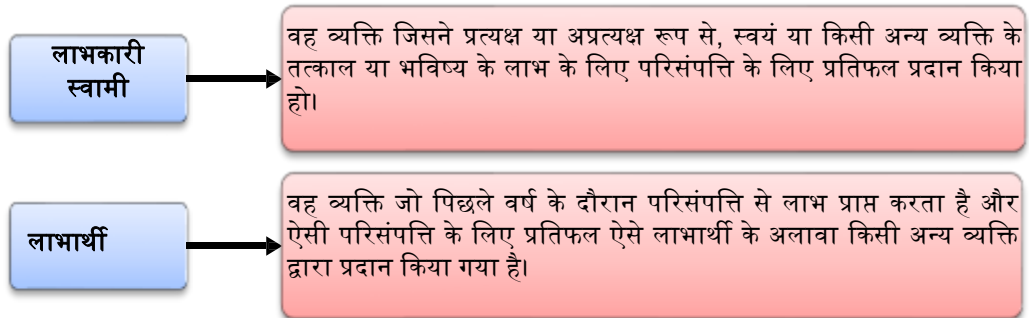 लाभकारी
स्वामी
वह व्यक्ति जिसने प्रत्यक्ष या अप्रत्यक्ष रूप से, स्वयं या किसी अन्य व्यक्ति के
तत्काल या भविष्य के लाभ के लिए परिसंपत्ति के लिए प्रतिफल प्रदान किया
हो।
लाभार्थी
वह व्यक्ति जो पिछले वर्ष के दौरान परिसंपत्ति से लाभ प्राप्त करता है और
ऐसी परिसंपत्ति के लिए प्रतिफल ऐसे लाभार्थी के अलावा किसी अन्य व्यक्ति
द्वारा प्रदान किया गया है।